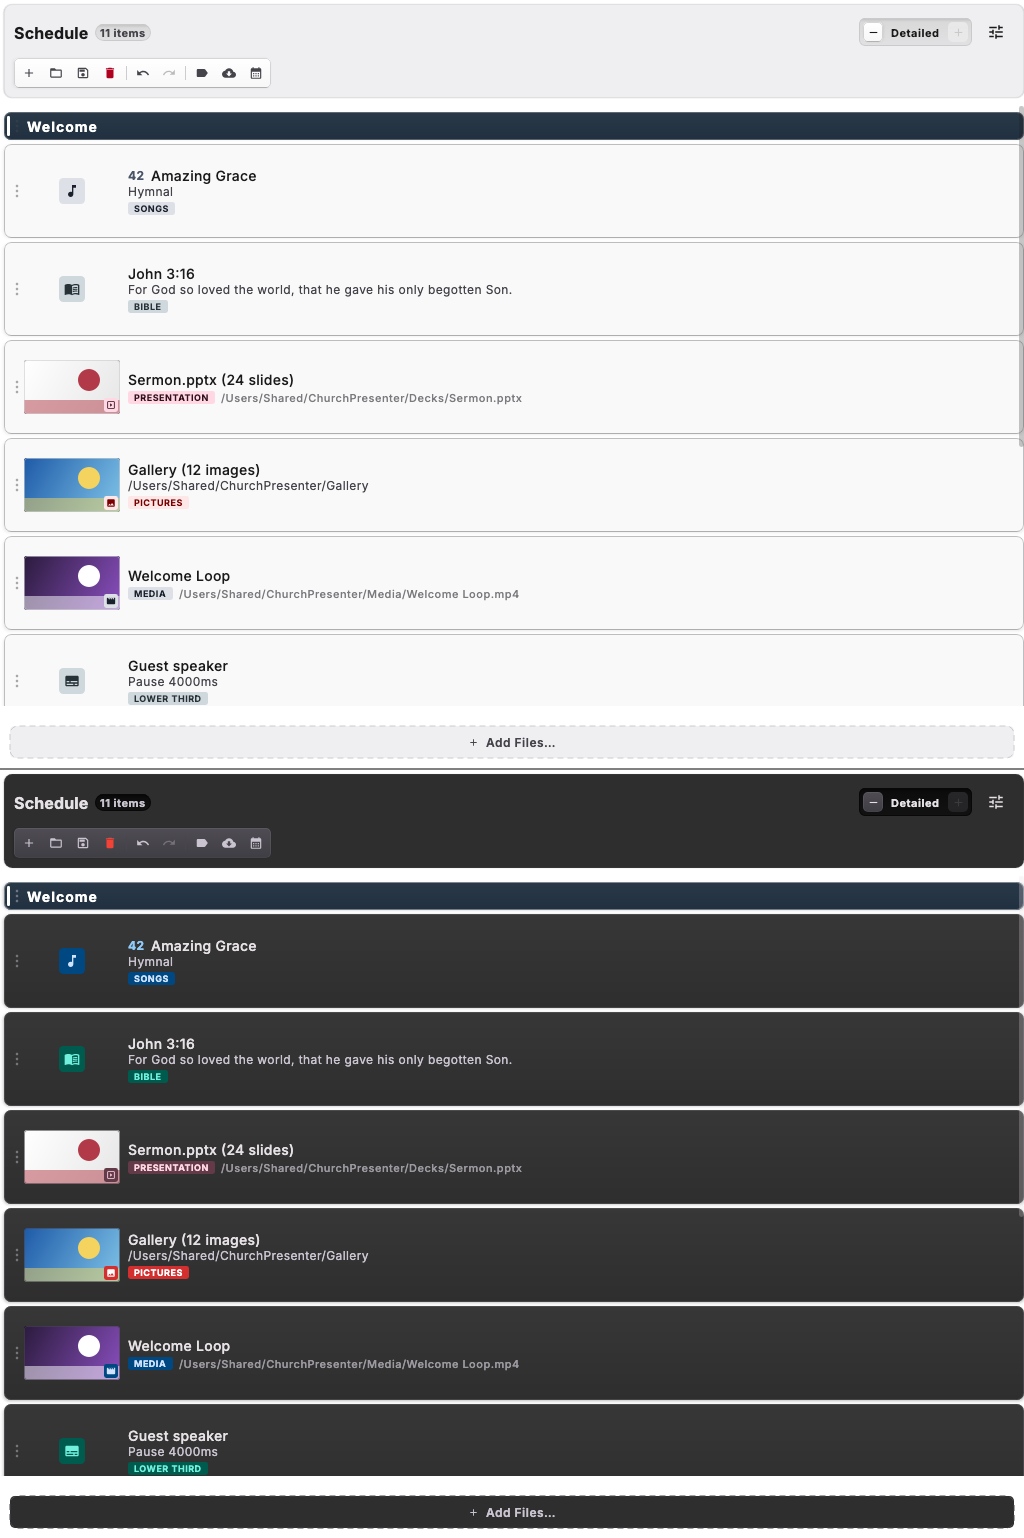 Schedule 11 items
Detailed
Welcome
42 Amazing Grace
Hymnal
SONGS
John 3:16
For God so loved the world, that he gave his only begotten Son.
BIBLE
Sermon.pptx (24 slides)
PRESENTATION /Users/Shared/ChurchPresenter/Decks/Sermon.pptx
Gallery (12 images)
/Users/Shared/ChurchPresenter/Gallery
PICTURES
Welcome Loop
MEDIA /Users/Shared/ChurchPresenter/Media/Welcome Loop.mp4
Guest speaker
Pause 4000ms
LOWER THIRD
+ Add Files...
Schedule 11 items
Detailed
Welcome
42 Amazing Grace
Hymnal
SONGS
John 3:16
For God so loved the world, that he gave his only begotten Son.
BIBLE
Sermon.pptx (24 slides)
PRESENTATION /Users/Shared/ChurchPresenter/Decks/Sermon.pptx
Gallery (12 images)
/Users/Shared/ChurchPresenter/Gallery
PICTURES
Welcome Loop
MEDIA /Users/Shared/ChurchPresenter/Media/Welcome Loop.mp4
Guest speaker
Pause 4000ms
LOWER THIRD
+ Add Files...